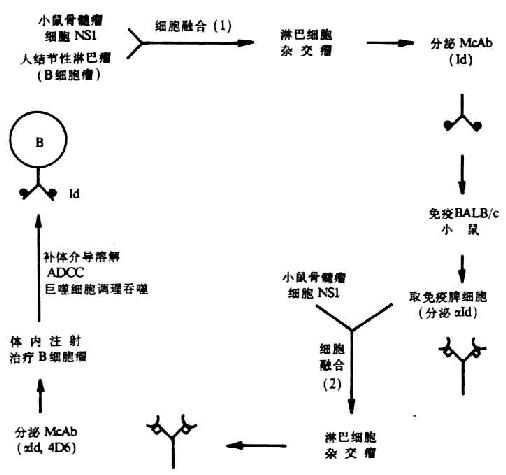 小鼠骨髓瘤
细胞 NS1
人结节性淋巴瘤
(B细胞瘤)
细胞融合 (1)
淋巴细胞
杂交瘤
分泌 McAb
(Id)
B
Id
免疫BALB/c
小 鼠
补体介导溶解
ADCC
巨噬细胞调理吞噬
小鼠骨髓瘤
细胞 NS1
取免疫脾细胞
(分泌 αId)
体 内 注 射
治疗B细胞瘤
细胞
融合
(2)
分泌 McAb
(αId, 4D6)
淋巴细胞
杂交瘤